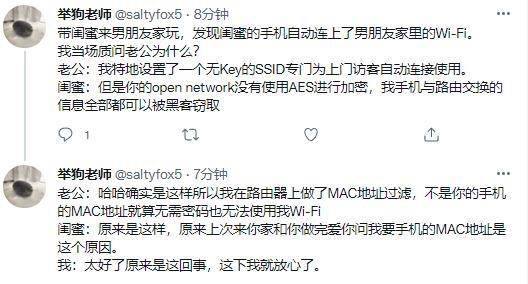 举狗老师 @saltyfox5 · 8分钟
带闺蜜来男朋友家玩，发现闺蜜的手机自动连上了男朋友家里的Wi-Fi。
我当场质问老公为什么？
老公：我特地设置了一个无Key的SSID专门为上门访客自动连接使用。
闺蜜：但是你的open network没有使用AES进行加密，我手机与路由交换的
信息全部都可以被黑客窃取
1
举狗老师 @saltyfox5 · 7分钟
老公：哈哈确实是这样所以我在路由器上做了MAC地址过滤，不是你的手机
的MAC地址就算无需密码也无法使用我Wi-Fi
闺蜜：原来是这样，原来上次来你家和你做完爱你问我要手机的MAC地址是
这个原因。
我：太好了原来是这回事，这下我就放心了。